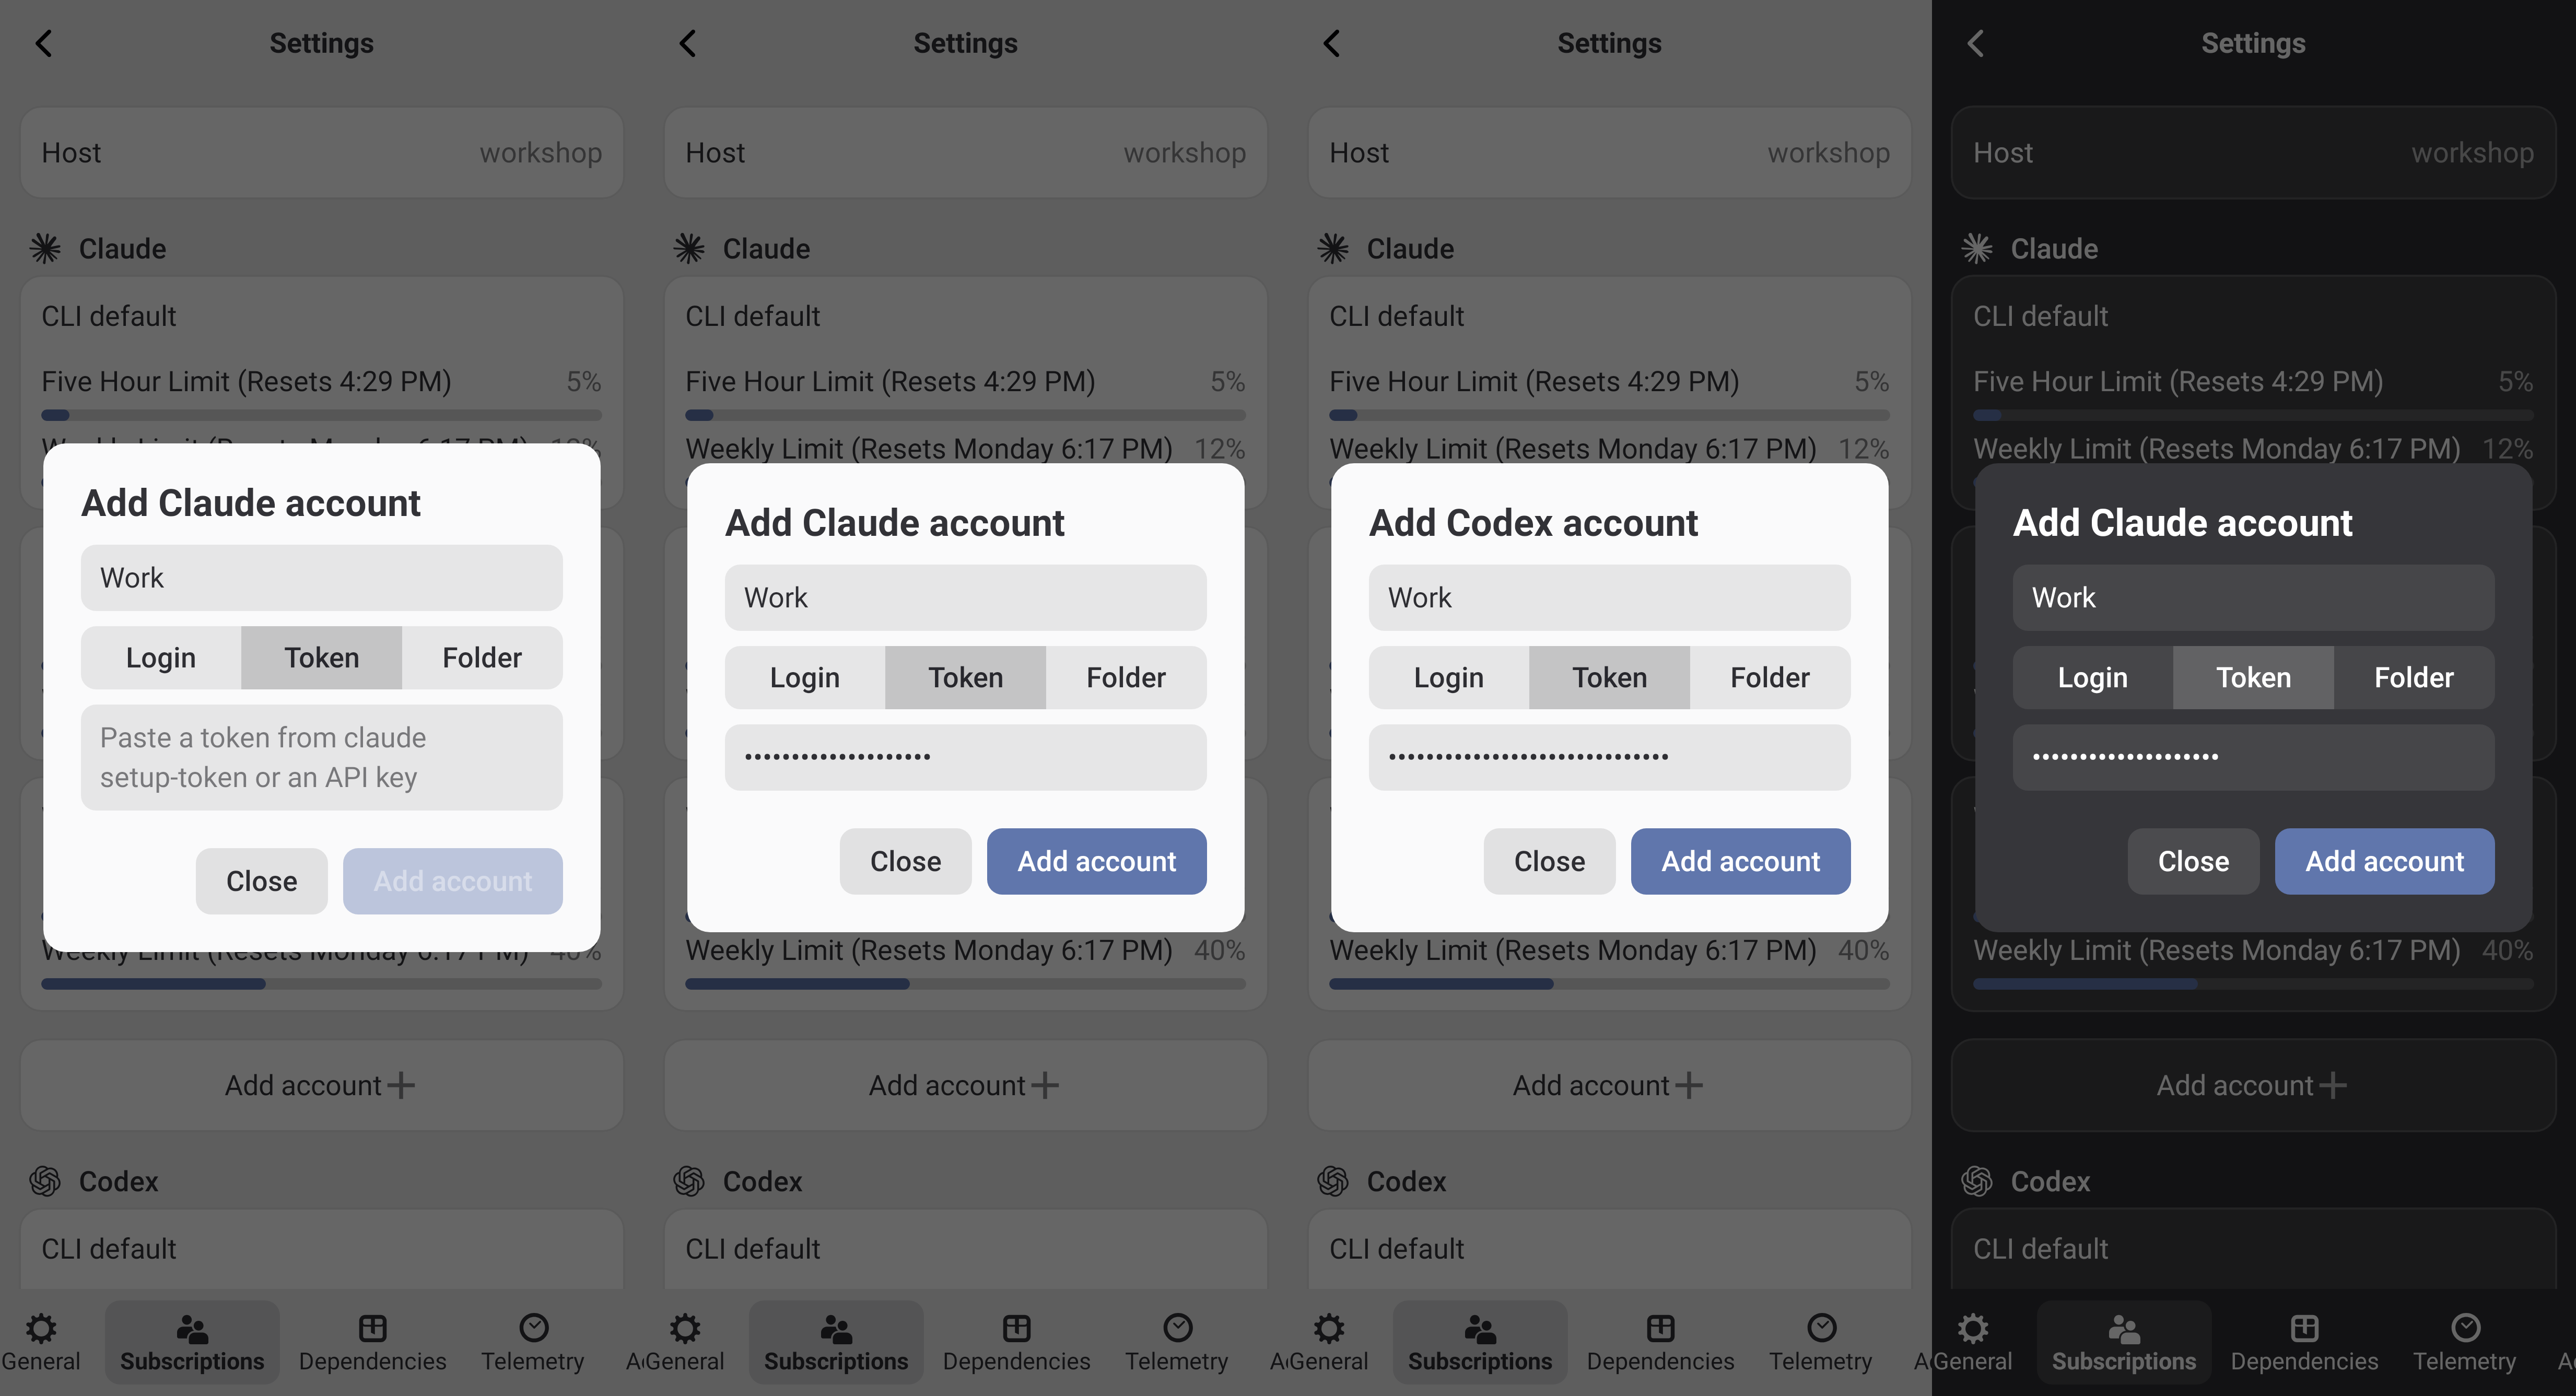 Settings
Host workshop
Claude
CLI default
Five Hour Limit (Resets 4:29 PM) 5%
Add Claude account
Work
Login Token Folder
Paste a token from claude
setup-token or an API key
Close Add account
Weekly Limit (Resets Monday 6:17 PM) 40%
Add account
Codex
CLI default
General Subscriptions Dependencies Telemetry
Settings
Host workshop
Claude
CLI default
Five Hour Limit (Resets 4:29 PM) 5%
Weekly Limit (Resets Monday 6:17 PM) 12%
Add Claude account
Work
Login Token Folder
••••••••••••••••••••
Close Add account
Weekly Limit (Resets Monday 6:17 PM) 40%
Add account
Codex
CLI default
General Subscriptions Dependencies Telemetry
Settings
Host workshop
Claude
CLI default
Five Hour Limit (Resets 4:29 PM) 5%
Weekly Limit (Resets Monday 6:17 PM) 12%
Add Codex account
Work
Login Token Folder
••••••••••••••••••••••••••••••
Close Add account
Weekly Limit (Resets Monday 6:17 PM) 40%
Add account
Codex
CLI default
General Subscriptions Dependencies Telemetry
Settings
Host workshop
Claude
CLI default
Five Hour Limit (Resets 4:29 PM) 5%
Weekly Limit (Resets Monday 6:17 PM) 12%
Add Claude account
Work
Login Token Folder
••••••••••••••••••••
Close Add account
Weekly Limit (Resets Monday 6:17 PM) 40%
Add account
Codex
CLI default
General Subscriptions Dependencies Telemetry